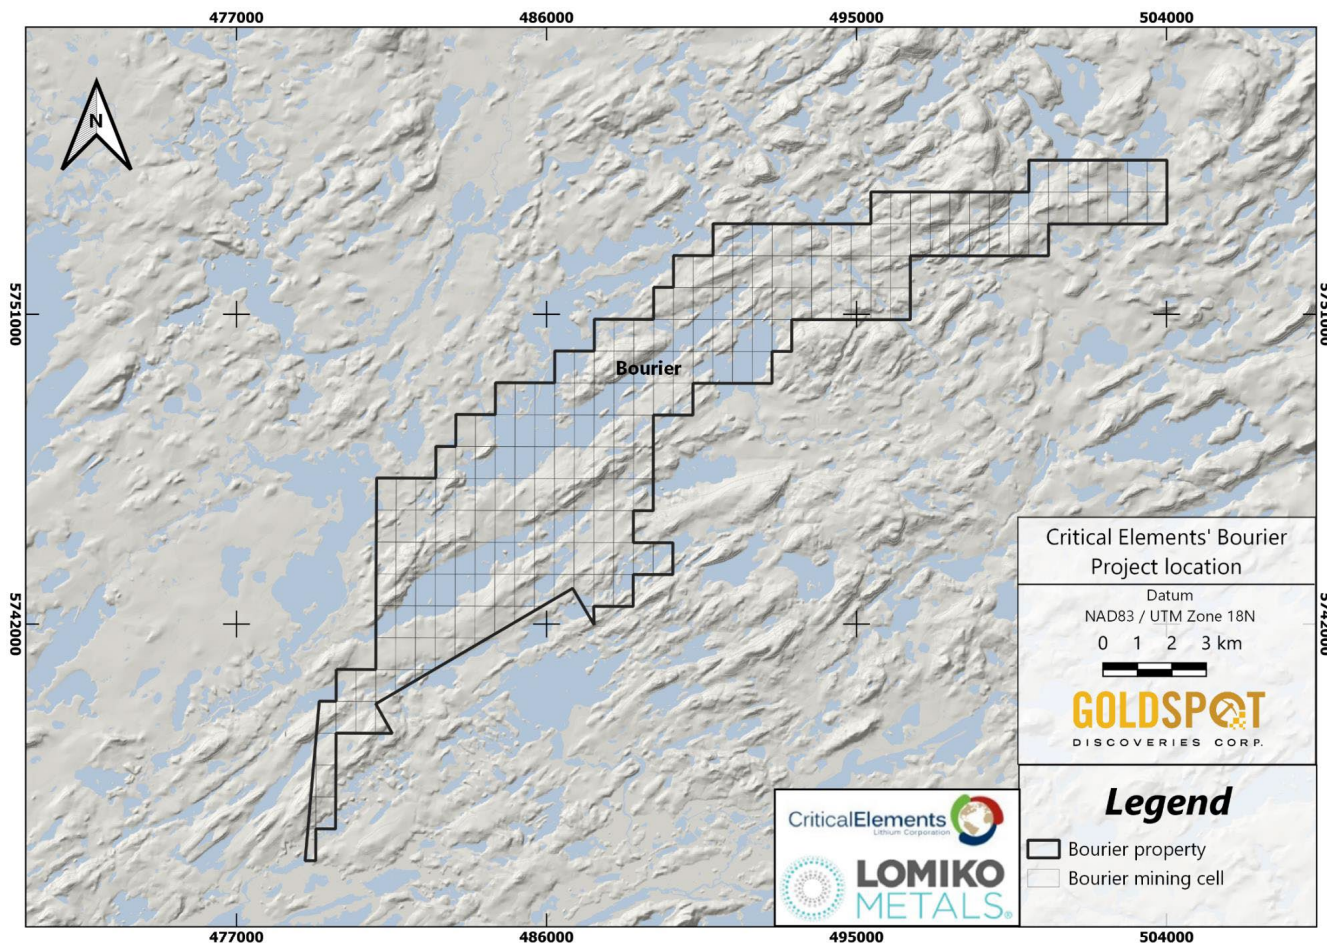 477000 486000 495000 504000
N
5751000
5751000
Bourier
5742000
5742000
Critical Elements' Bourier
Project location
Datum
NAD83 / UTM Zone 18N
0 1 2 3 km
GOLDSPOT
DISCOVERIES CORP.
CriticalElements
Lithium Corporation
LOMIKO
METALS®
Legend
Bourier property
Bourier mining cell
477000 486000 495000 504000